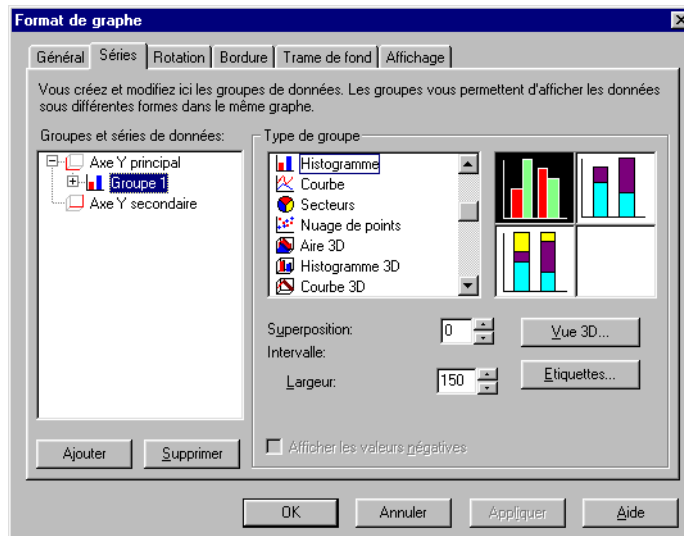 Format de graphe
Général Séries Rotation Bordure Trame de fond Affichage
Vous créez et modifiez ici les groupes de données. Les groupes vous permettent d'afficher les données
sous différentes formes dans le même graphe.
Groupes et séries de données:
Axe Y principal
Groupe 1
Axe Y secondaire
Ajouter Supprimer
Type de groupe
Histogramme
Courbe
Secteurs
Nuage de points
Aire 3D
Histogramme 3D
Courbe 3D
Superposition: 0 Vue 3D...
Intervalle:
Largeur: 150 Etiquettes...
Afficher les valeurs négatives
OK Annuler Appliquer Aide